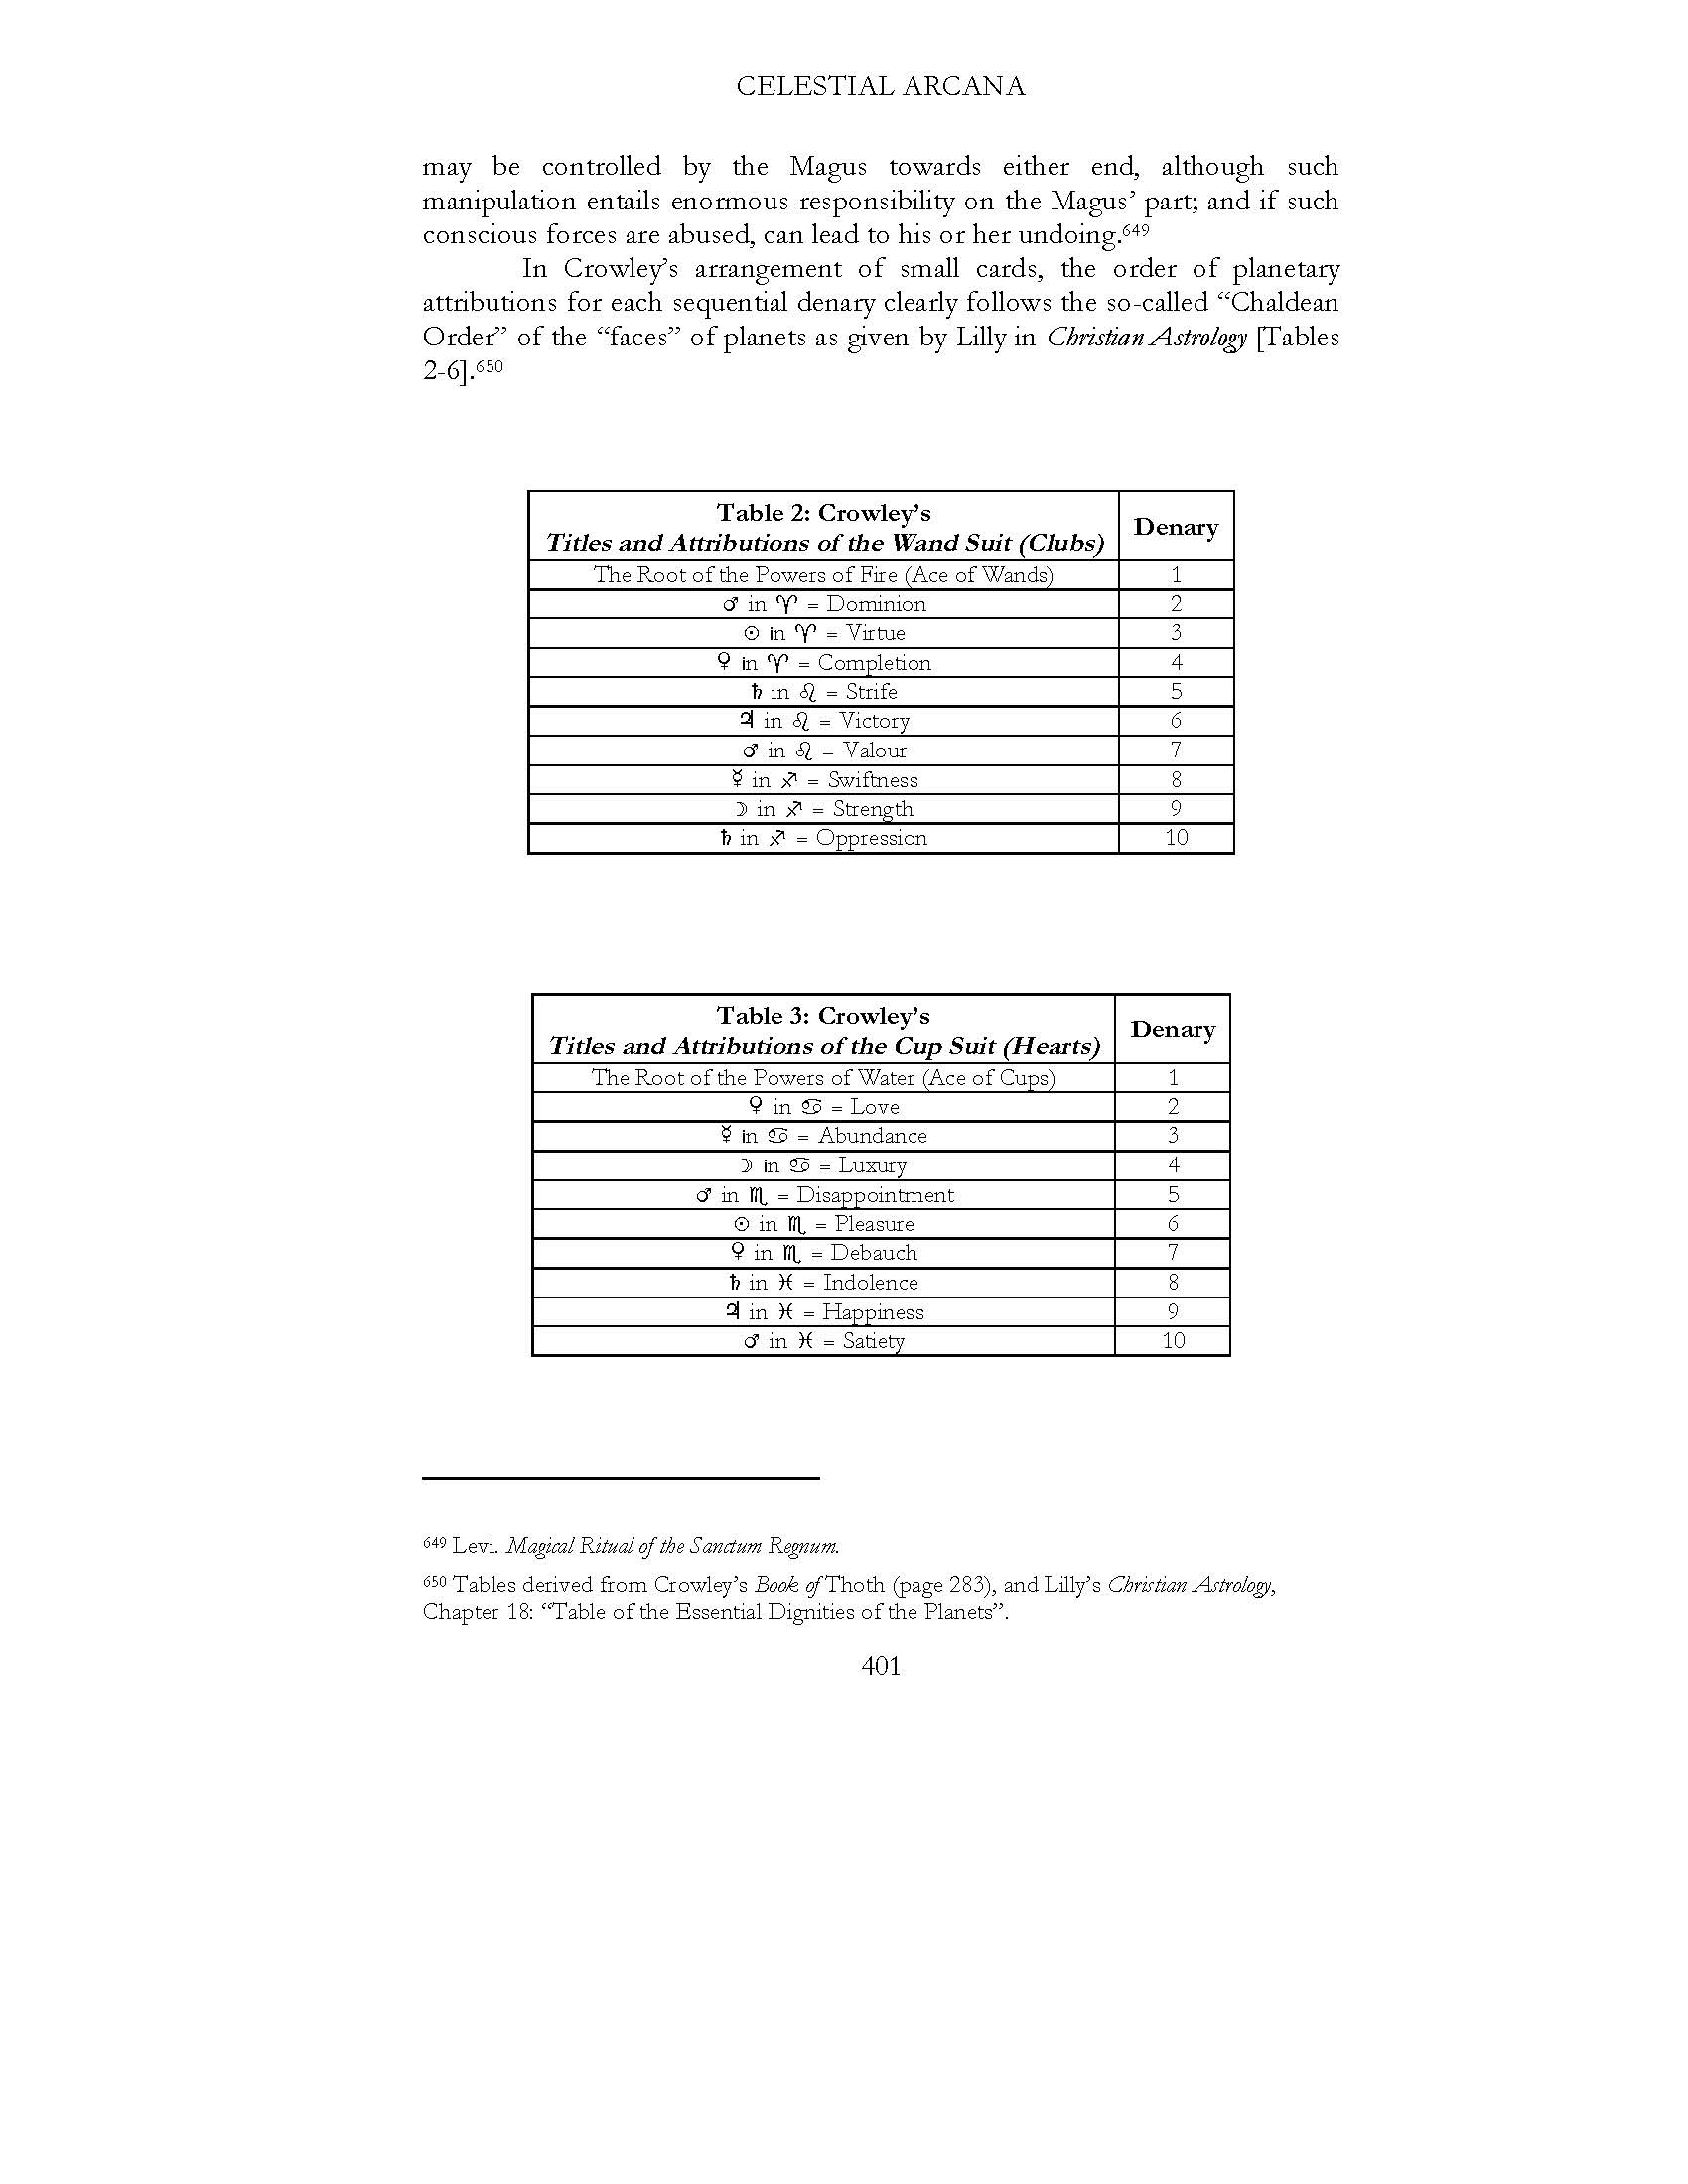 CELESTIAL ARCANA
may be controlled by the Magus towards either end, although such
manipulation entails enormous responsibility on the Magus’ part; and if such
conscious forces are abused, can lead to his or her undoing.⁶⁴⁹
In Crowley’s arrangement of small cards, the order of planetary
attributions for each sequential denary clearly follows the so-called “Chaldean
Order” of the “faces” of planets as given by Lilly in Christian Astrology [Tables
2-6].⁶⁵⁰
Table 2: Crowley’s
Titles and Attributions of the Wand Suit (Clubs) Denary
The Root of the Powers of Fire (Ace of Wands) 1
♂ in ♈ = Dominion 2
☉ in ♈ = Virtue 3
♀ in ♈ = Completion 4
♄ in ♌ = Strife 5
♃ in ♌ = Victory 6
♂ in ♌ = Valour 7
☿ in ♐ = Swiftness 8
☽ in ♐ = Strength 9
♄ in ♐ = Oppression 10
Table 3: Crowley’s
Titles and Attributions of the Cup Suit (Hearts) Denary
The Root of the Powers of Water (Ace of Cups) 1
♀ in ♋ = Love 2
☿ in ♋ = Abundance 3
☽ in ♋ = Luxury 4
♂ in ♏ = Disappointment 5
☉ in ♏ = Pleasure 6
♀ in ♏ = Debauch 7
♄ in ♓ = Indolence 8
♃ in ♓ = Happiness 9
♂ in ♓ = Satiety 10
⁶⁴⁹ Levi. Magical Ritual of the Sanctum Regnum.
⁶⁵⁰ Tables derived from Crowley’s Book of Thoth (page 283), and Lilly’s Christian Astrology,
Chapter 18: “Table of the Essential Dignities of the Planets”.
401